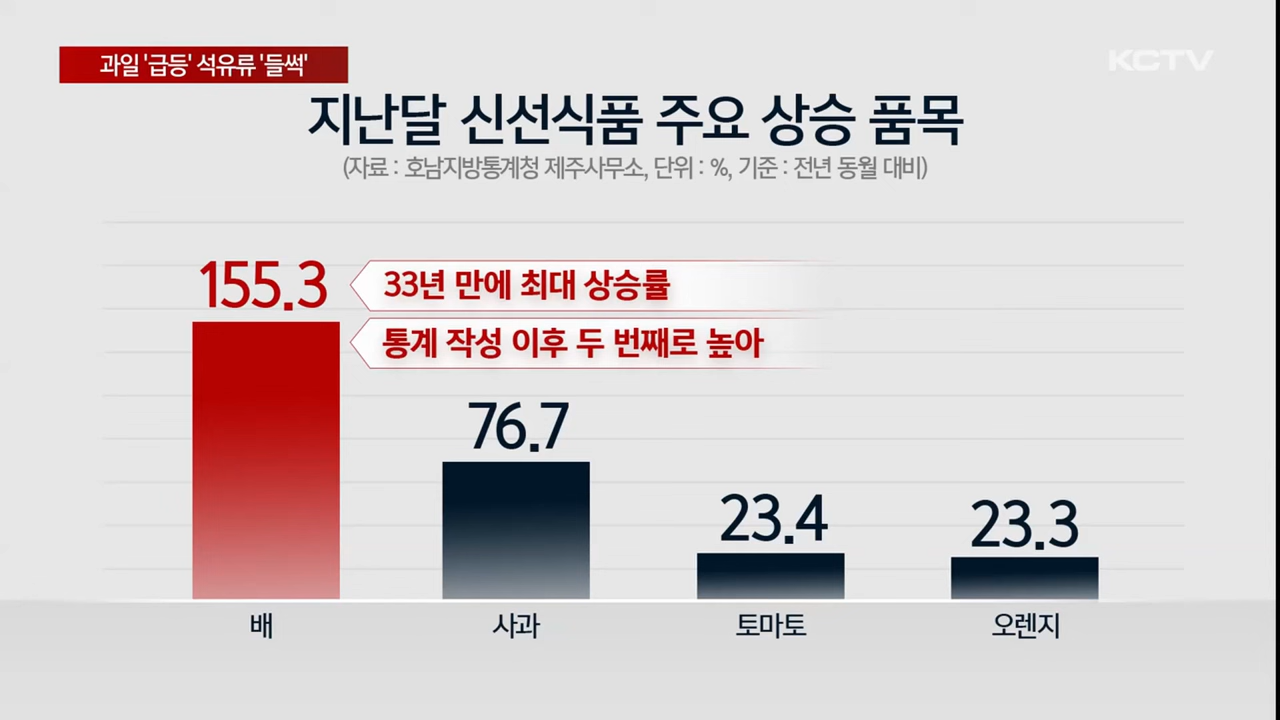 과일 '급등' 석유류 '들썩'
KCTV
지난달 신선식품 주요 상승 품목
(자료 : 호남지방통계청 제주사무소, 단위 : %, 기준 : 전년 동월 대비)
155.3
33년 만에 최대 상승률
통계 작성 이후 두 번째로 높아
76.7
23.4
23.3
배
사과
토마토
오렌지